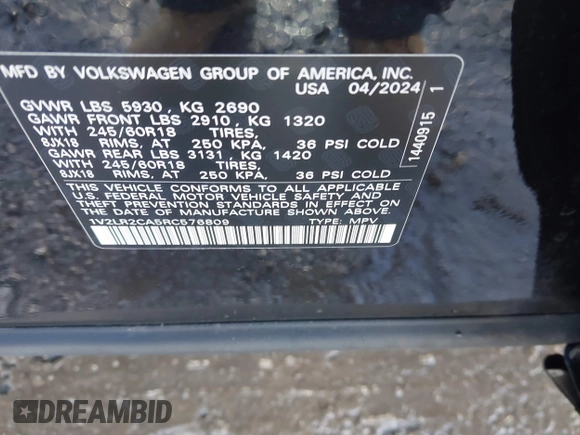 MFD BY VOLKSWAGEN GROUP OF AMERICA, INC.
USA 04/2024
GVWR LBS 5930 , KG 2690
GAWR FRONT LBS 2910, KG 1320
WITH 245/60R18 TIRES,
8JX18 RIMS, AT 250 KPA, 36 PSI COLD
GAWR REAR LBS 3131, KG 1420
WITH 245/60R18 TIRES,
8JX18 RIMS, AT 250 KPA, 36 PSI COLD
THIS VEHICLE CONFORMS TO ALL APPLICABLE
U.S. FEDERAL MOTOR VEHICLE SAFETY AND
THEFT PREVENTION STANDARDS IN EFFECT ON
THE DATE OF MANUFACTURE SHOWN ABOVE.
1V2LR2CA5RC576809 TYPE: MPV
1440915 1
DREAMBID